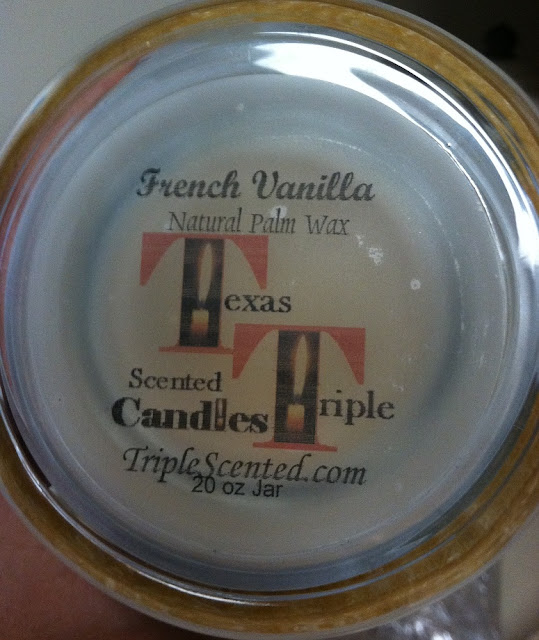 French Vanilla
Natural Palm Wax
Texas
Triple
Scented
Candles
TripleScented.com
20 oz Jar